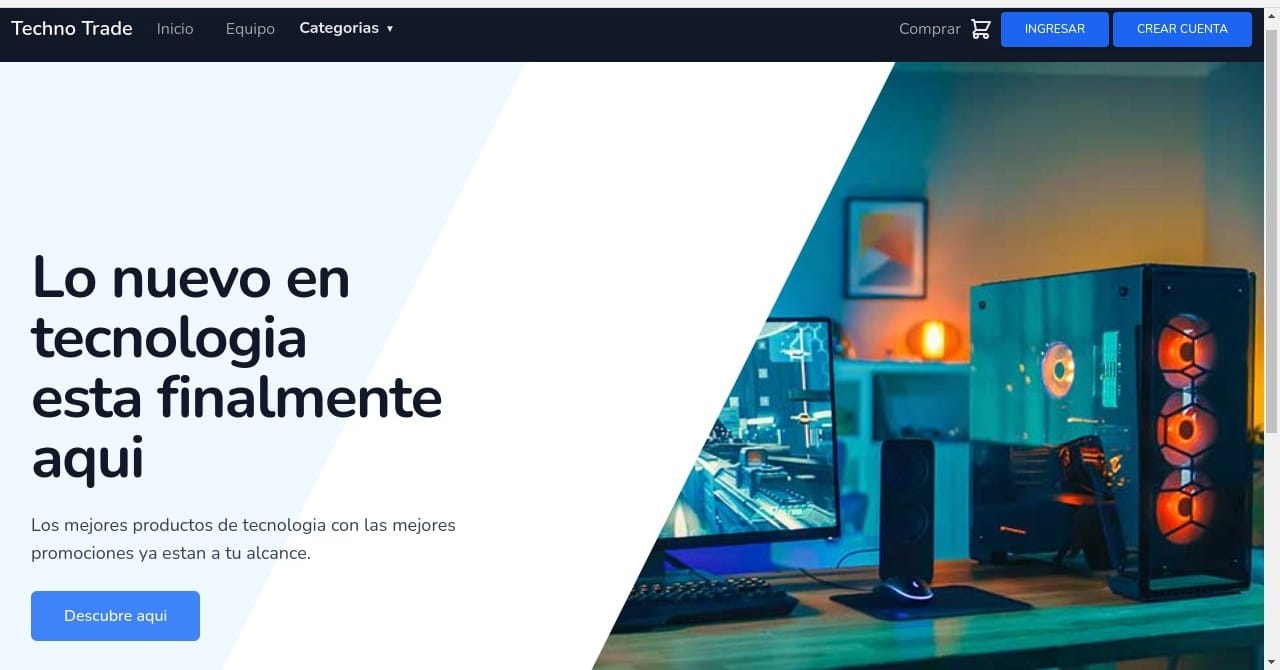 Techno Trade Inicio Equipo Categorias ▼ Comprar INGRESAR CREAR CUENTA
Lo nuevo en
tecnologia
esta finalmente
aqui
Los mejores productos de tecnologia con las mejores
promociones ya estan a tu alcance.
Descubre aqui